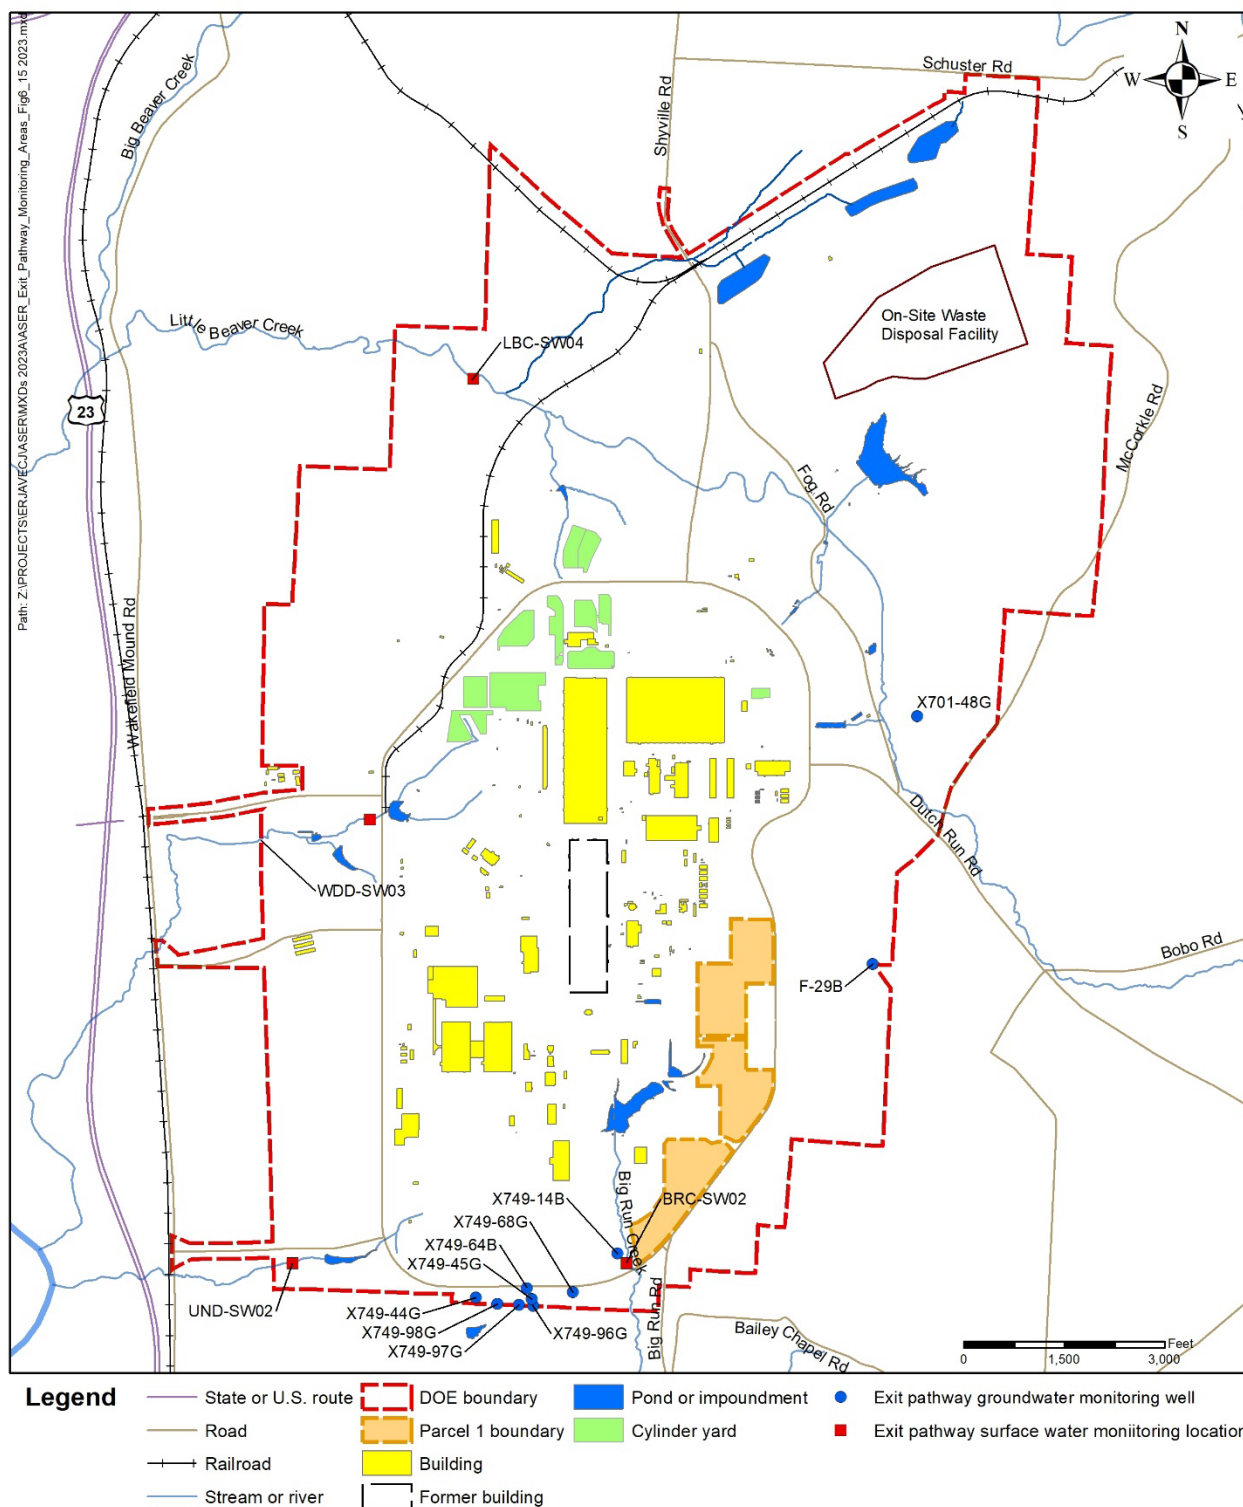 Path: Z:\PROJECTS\ERJAVECJ\ASER\MXDs 2023\A\ASER_Exit_Pathway_Monitoring_Areas_Fig6_15 2023.mxd
N
W
E
S
Schuster Rd
Big Beaver Creek
Shyville Rd
Little Beaver Creek
LBC-SW04
On-Site Waste
Disposal Facility
23
McCorkle Rd
Fog Rd
Wakefield Mound Rd
X701-48G
Dutch Run Rd
WDD-SW03
Bobo Rd
F-29B
X749-14B
BRC-SW02
Big Run Creek
X749-68G
X749-64B
X749-45G
UND-SW02
X749-44G
X749-98G
X749-97G
X749-96G
Big Run Rd
Bailey Chapel Rd
Feet
0 1,500 3,000
Legend
State or U.S. route
Road
Railroad
Stream or river
DOE boundary
Parcel 1 boundary
Building
Former building
Pond or impoundment
Cylinder yard
Exit pathway groundwater monitoring well
Exit pathway surface water moniitoring location